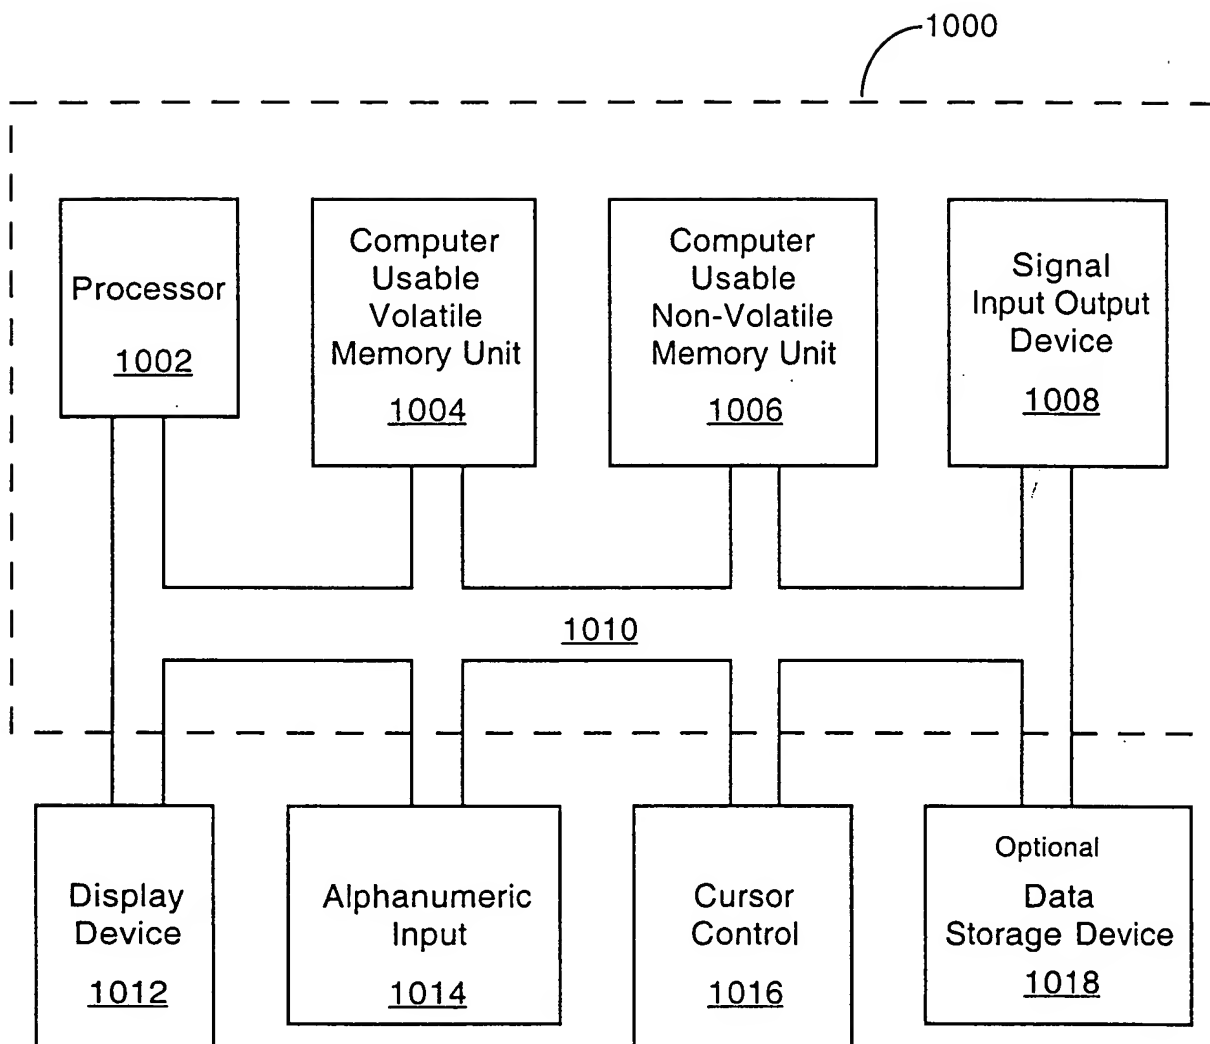 1000
Processor
1002
Computer
Usable
Volatile
Memory Unit
1004
Computer
Usable
Non-Volatile
Memory Unit
1006
Signal
Input Output
Device
1008
1010
Display
Device
1012
Alphanumeric
Input
1014
Cursor
Control
1016
Optional
Data
Storage Device
1018